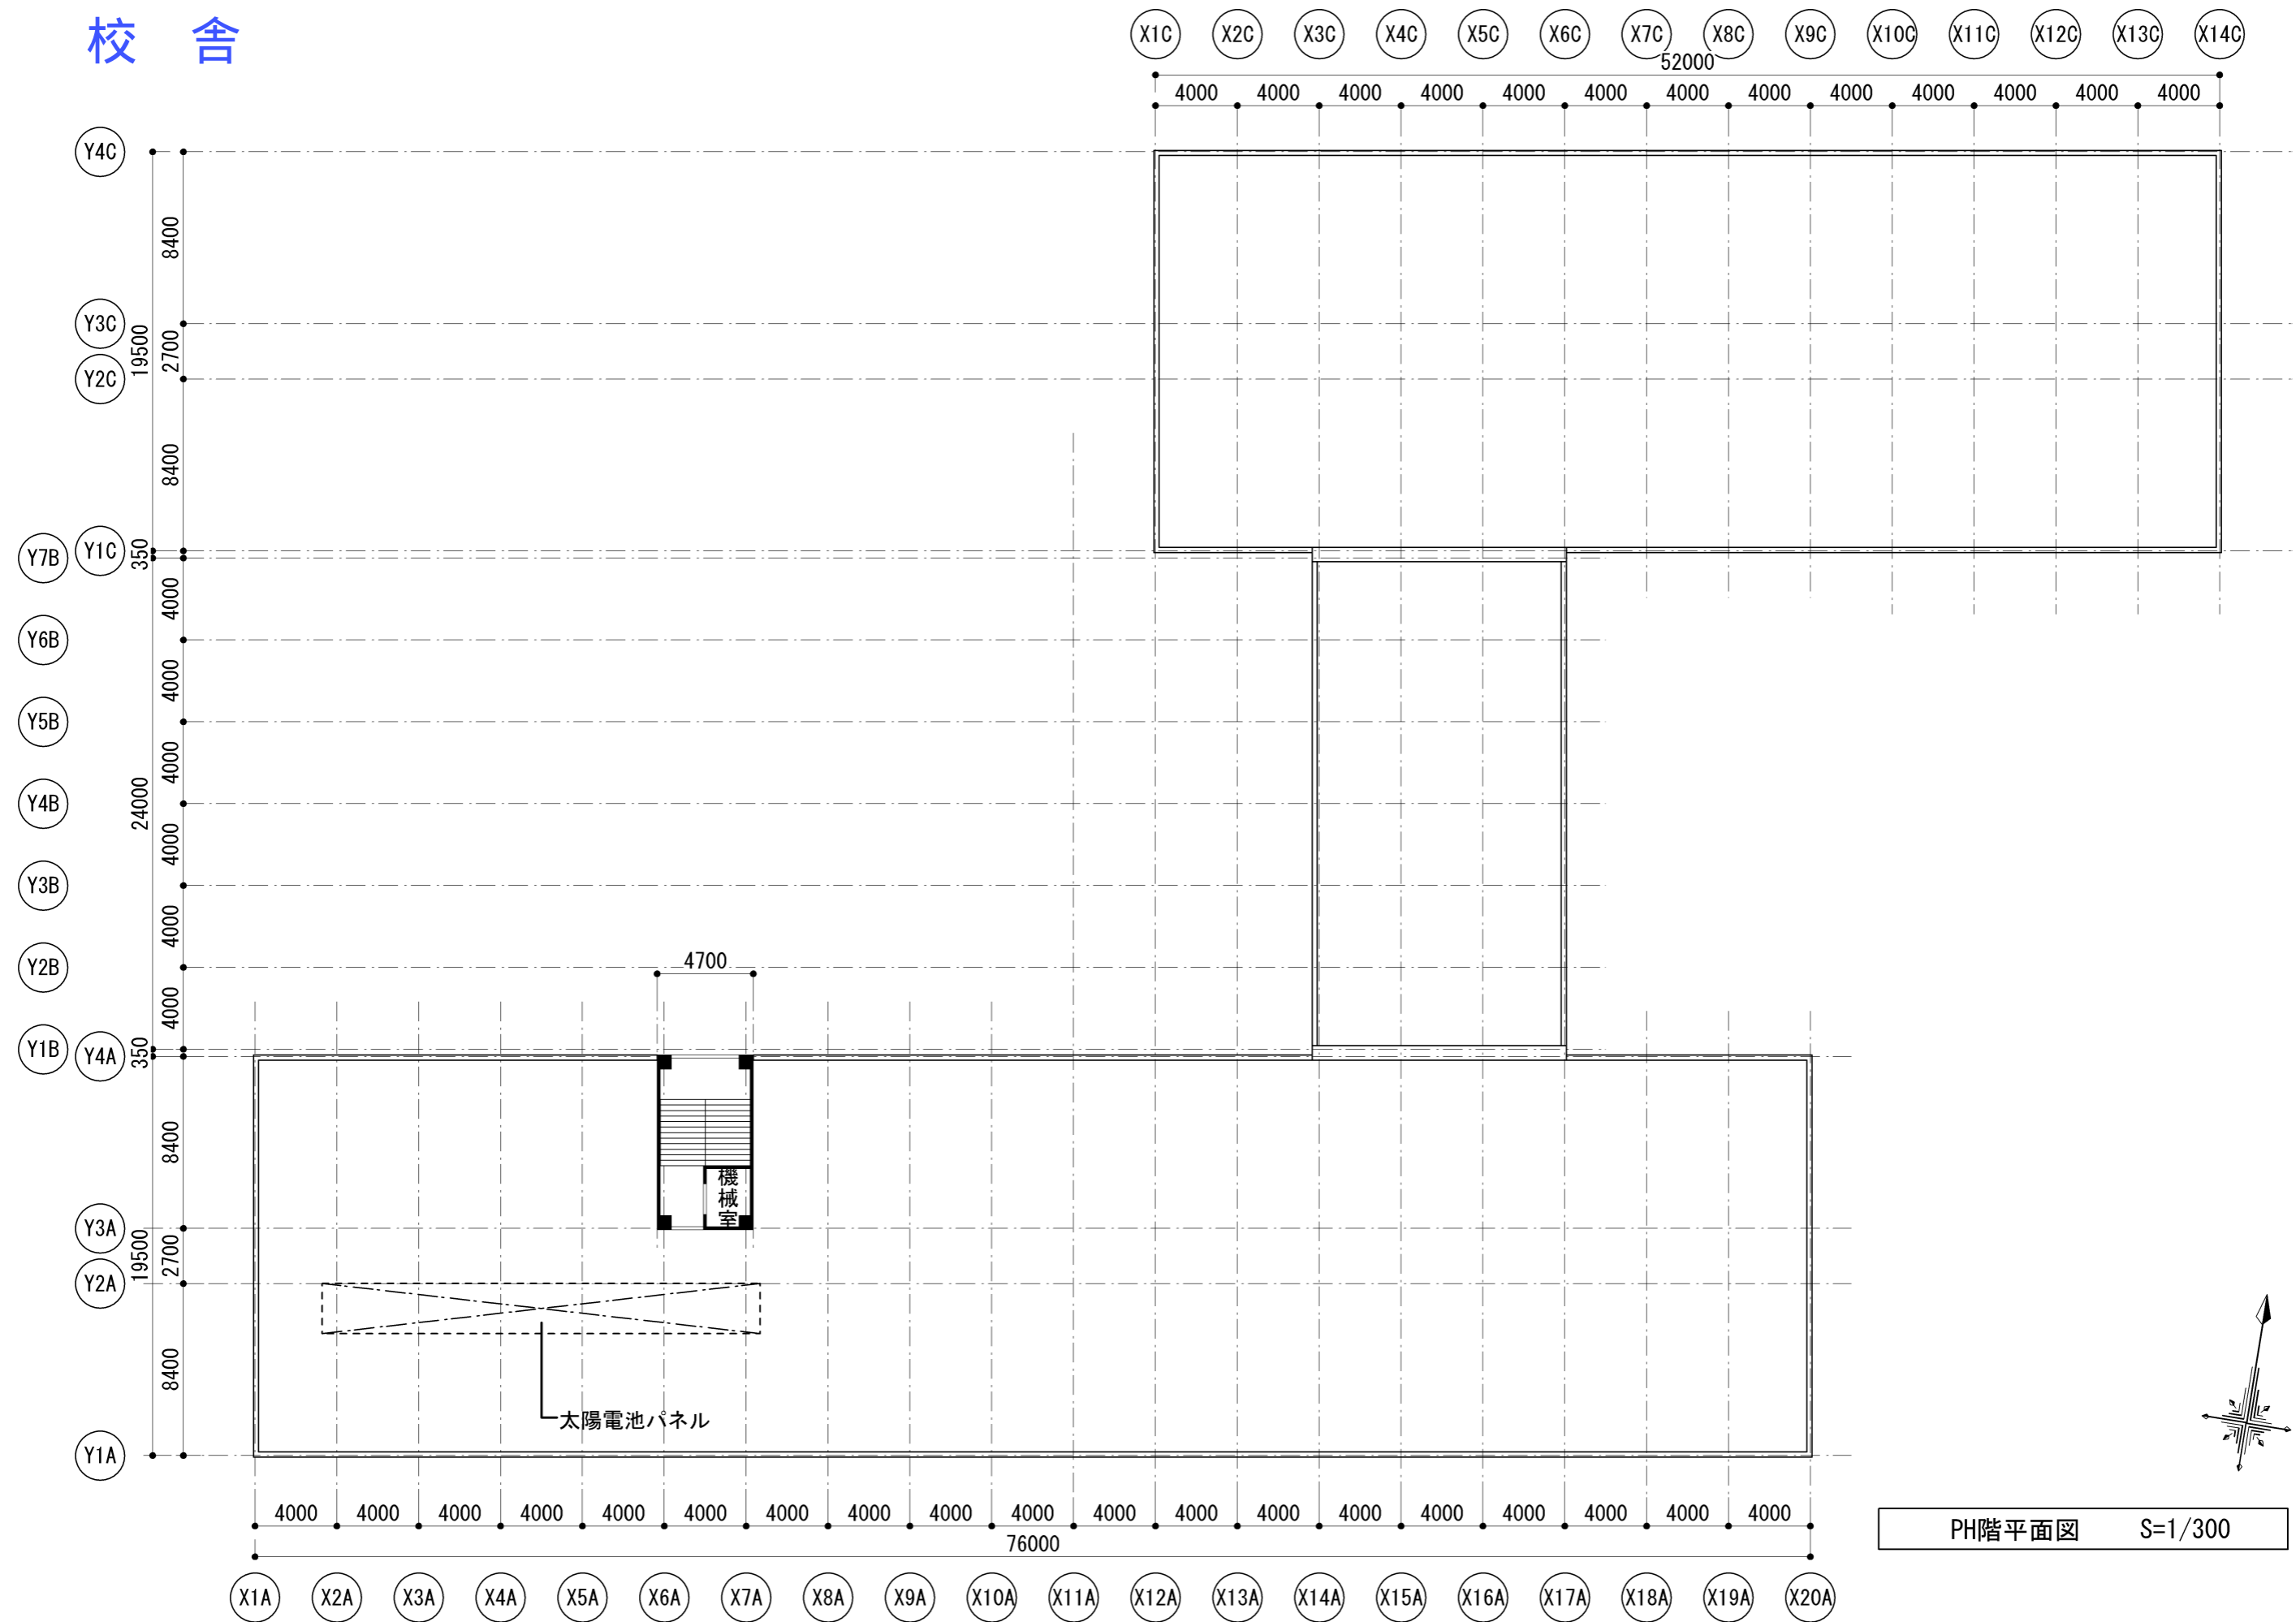 校　舎
X1C X2C X3C X4C X5C X6C X7C X8C X9C X10C X11C X12C X13C X14C
52000
4000 4000 4000 4000 4000 4000 4000 4000 4000 4000 4000 4000 4000
Y4C
8400
Y3C
19500
2700
Y2C
8400
Y1C
350
Y7B
4000
Y6B
4000
Y5B
4000
24000
Y4B
4000
Y3B
4000
Y2B
4000
Y1B
Y4A
350
4700
8400
機械室
Y3A
19500
2700
Y2A
8400
太陽電池パネル
Y1A
4000 4000 4000 4000 4000 4000 4000 4000 4000 4000 4000 4000 4000 4000 4000 4000 4000 4000 4000
76000
X1A X2A X3A X4A X5A X6A X7A X8A X9A X10A X11A X12A X13A X14A X15A X16A X17A X18A X19A X20A
PH階平面図　S=1/300